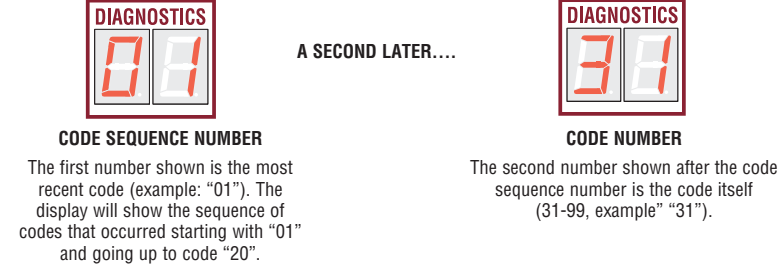 DIAGNOSTICS
01
CODE SEQUENCE NUMBER
The first number shown is the most
recent code (example: “01”). The
display will show the sequence of
codes that occurred starting with “01”
and going up to code “20”.
A SECOND LATER....
DIAGNOSTICS
31
CODE NUMBER
The second number shown after the code
sequence number is the code itself
(31-99, example” “31”).